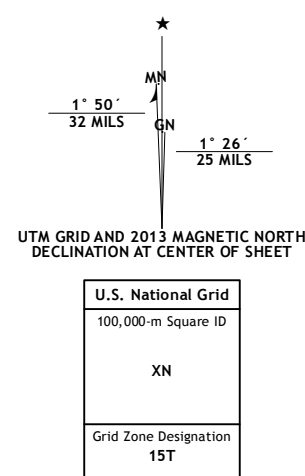 MN
1° 50´
32 MILS
GN
1° 26´
25 MILS
UTM GRID AND 2013 MAGNETIC NORTH
DECLINATION AT CENTER OF SHEET
U.S. National Grid
100,000-m Square ID
XN
Grid Zone Designation
15T